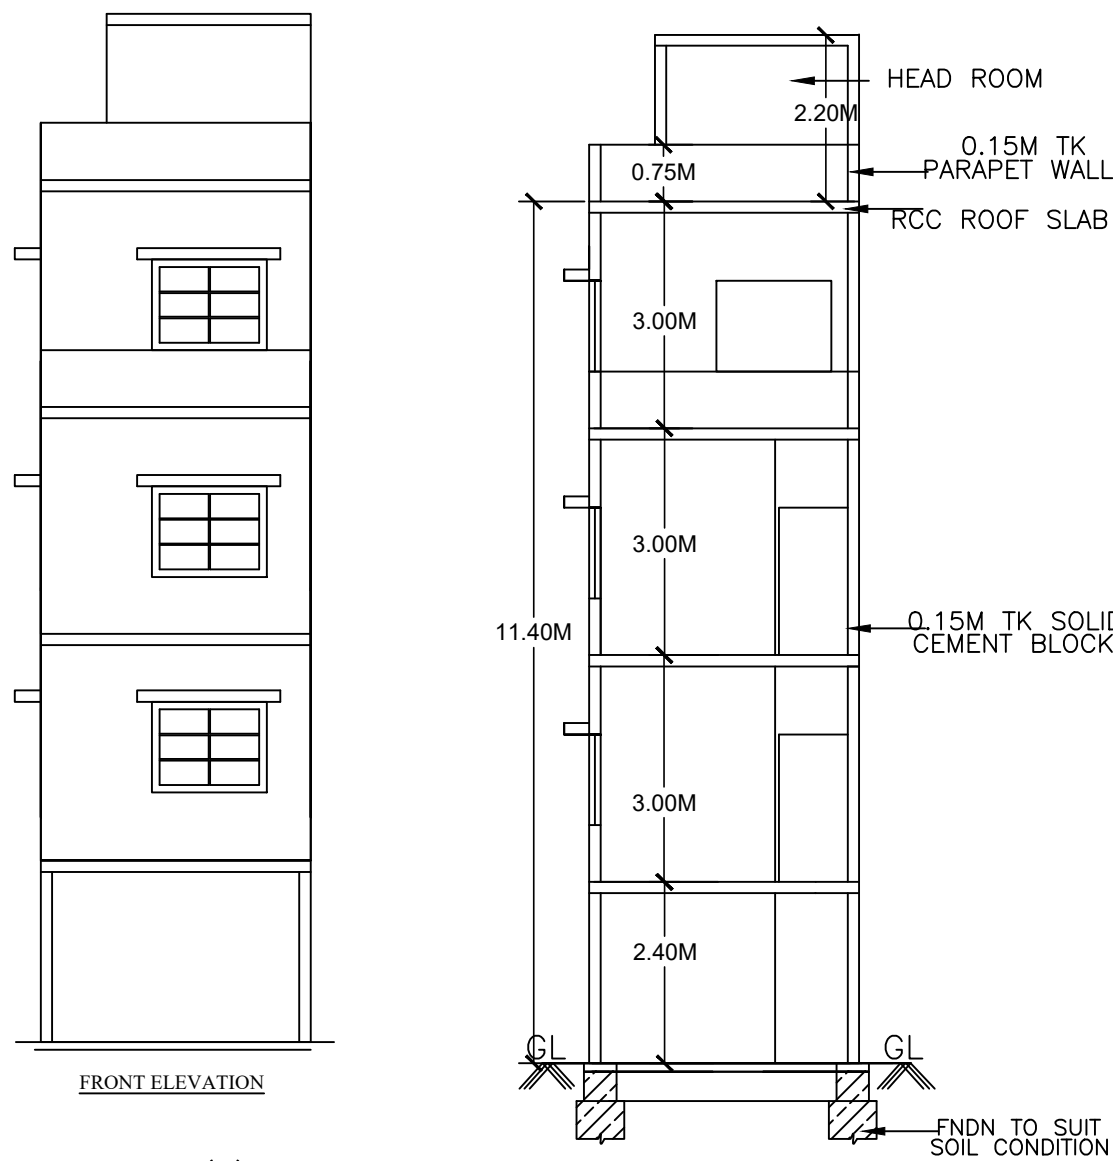 HEAD ROOM
2.20M
0.15M TK
PARAPET WALL
0.75M
RCC ROOF SLAB
3.00M
3.00M
11.40M
0.15M TK SOLID
CEMENT BLOCK
3.00M
2.40M
GL
GL
FRONT ELEVATION
FNDN TO SUIT
SOIL CONDITION